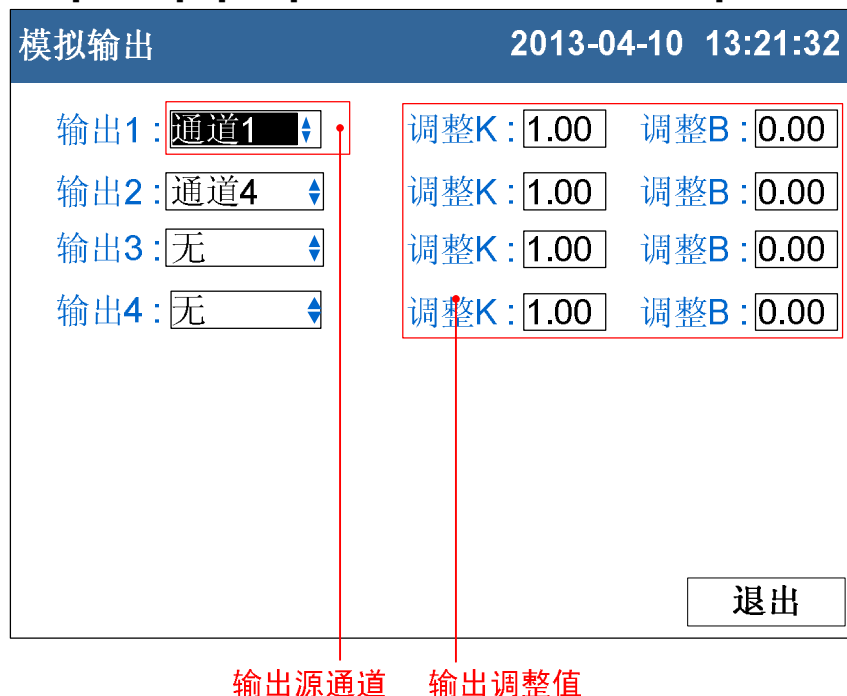 模拟输出 2013-04-10 13:21:32
输出1 : 通道1 调整K : 1.00 调整B : 0.00
输出2 : 通道4 调整K : 1.00 调整B : 0.00
输出3 : 无 调整K : 1.00 调整B : 0.00
输出4 : 无 调整K : 1.00 调整B : 0.00
退出
输出源通道 输出调整值